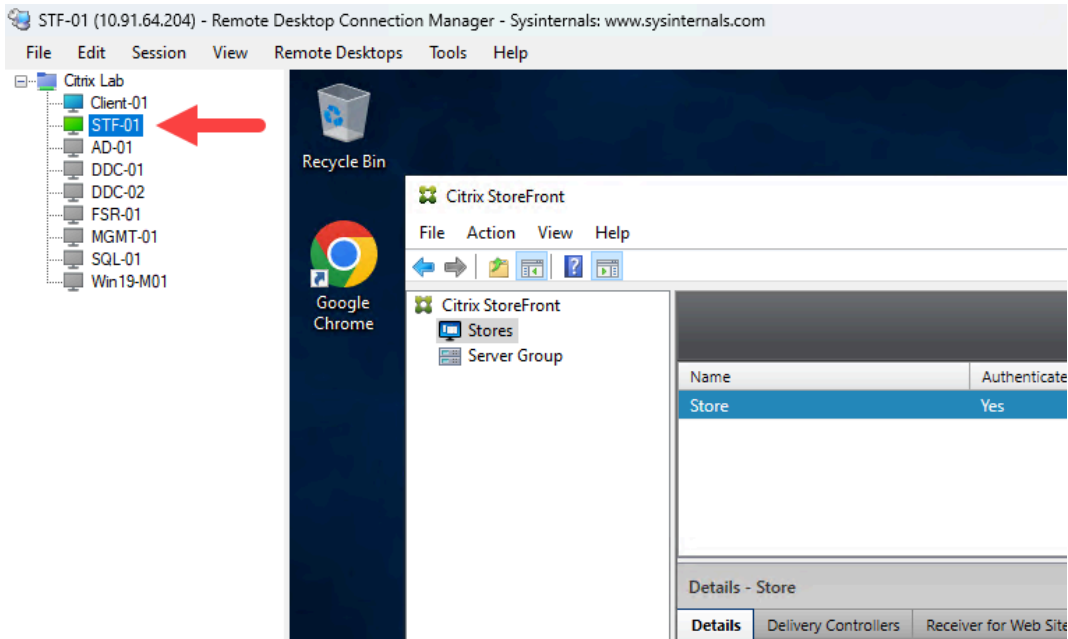 STF-01 (10.91.64.204) - Remote Desktop Connection Manager - Sysinternals: www.sysinternals.com
File Edit Session View Remote Desktops Tools Help
Citrix Lab
Client-01
STF-01
AD-01
DDC-01
DDC-02
FSR-01
MGMT-01
SQL-01
Win19-M01
Recycle Bin
Google
Chrome
Citrix StoreFront
File Action View Help
Citrix StoreFront
Stores
Server Group
Name Authenticate
Store Yes
Details - Store
Details Delivery Controllers Receiver for Web Site